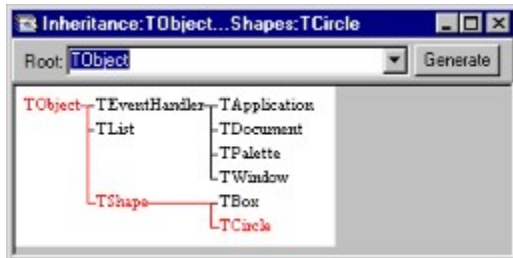 Inheritance:TObject...Shapes:TCircle
Root: TObject Generate
TObject TEventHandler TApplication
TList TDocument
TPalette
TWindow
TShape TBox
TCircle